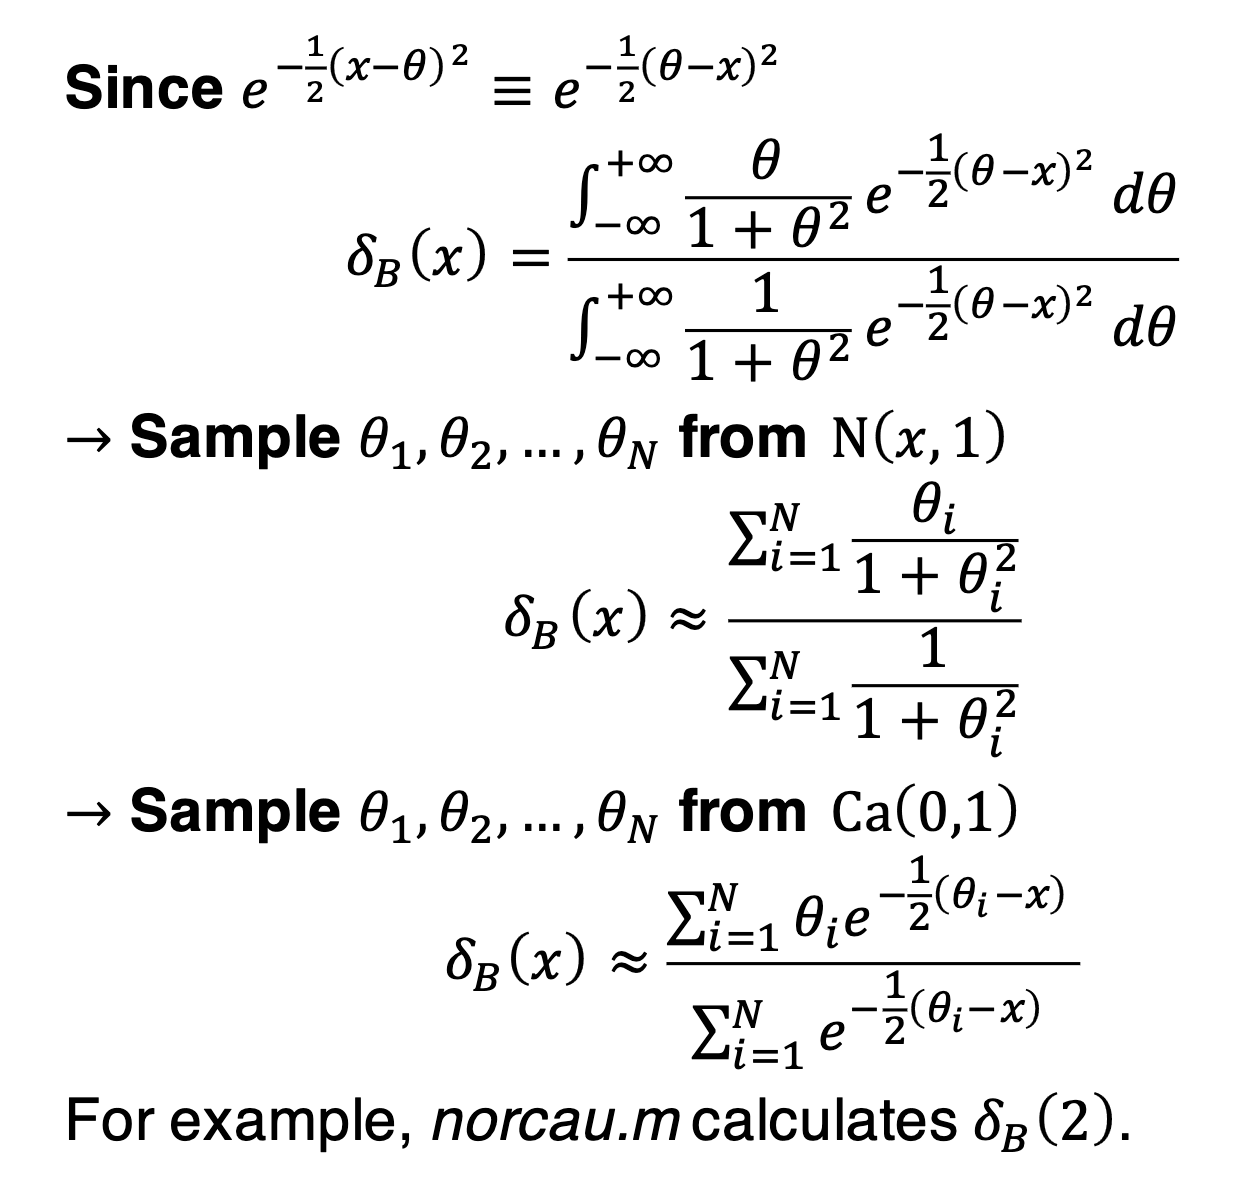 Since $e^{-\frac{1}{2}(x-\theta)^2} \equiv e^{-\frac{1}{2}(\theta-x)^2}$
$\delta_B(x) = \frac{\int_{-\infty}^{+\infty} \frac{\theta}{1+\theta^2} e^{-\frac{1}{2}(\theta-x)^2} d\theta}{\int_{-\infty}^{+\infty} \frac{1}{1+\theta^2} e^{-\frac{1}{2}(\theta-x)^2} d\theta}$
→ Sample $\theta_1, \theta_2, \ldots, \theta_N$ from $\mathrm{N}(x, 1)$
$\delta_B(x) \approx \frac{\sum_{i=1}^{N} \frac{\theta_i}{1+\theta_i^2}}{\sum_{i=1}^{N} \frac{1}{1+\theta_i^2}}$
→ Sample $\theta_1, \theta_2, \ldots, \theta_N$ from $\mathrm{Ca}(0,1)$
$\delta_B(x) \approx \frac{\sum_{i=1}^{N} \theta_i e^{-\frac{1}{2}(\theta_i-x)}}{\sum_{i=1}^{N} e^{-\frac{1}{2}(\theta_i-x)}}$
For example, norcau.m calculates $\delta_B(2)$.